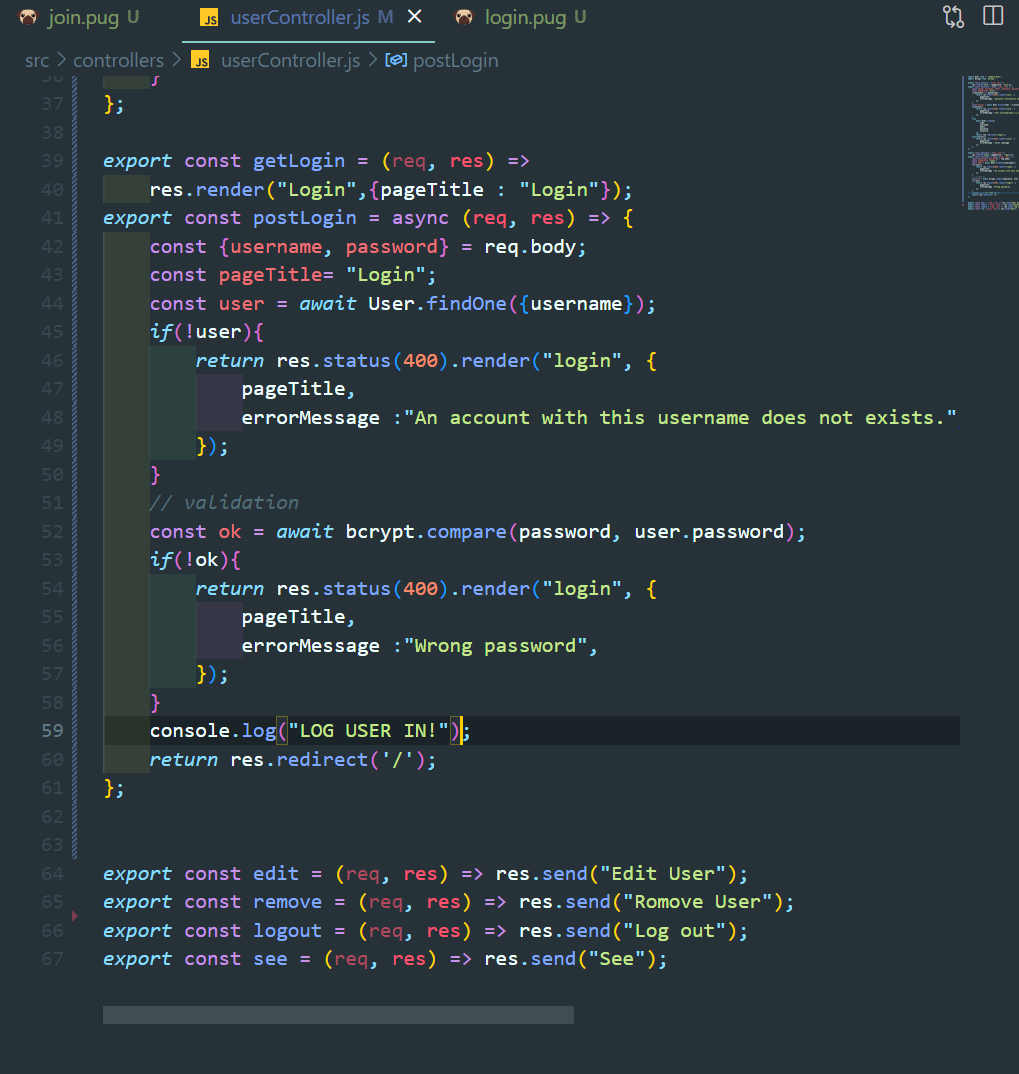 join.pug U
JS userController.js M
login.pug U
src > controllers > JS userController.js > postLogin
36 }
37 };
38
39 export const getLogin = (req, res) =>
40 res.render("Login",{pageTitle : "Login"});
41 export const postLogin = async (req, res) => {
42 const {username, password} = req.body;
43 const pageTitle= "Login";
44 const user = await User.findOne({username});
45 if(!user){
46 return res.status(400).render("login", {
47 pageTitle,
48 errorMessage :"An account with this username does not exists."
49 });
50 }
51 // validation
52 const ok = await bcrypt.compare(password, user.password);
53 if(!ok){
54 return res.status(400).render("login", {
55 pageTitle,
56 errorMessage :"Wrong password",
57 });
58 }
59 console.log("LOG USER IN!");
60 return res.redirect('/');
61 };
62
63
64 export const edit = (req, res) => res.send("Edit User");
65 export const remove = (req, res) => res.send("Romove User");
66 export const logout = (req, res) => res.send("Log out");
67 export const see = (req, res) => res.send("See");